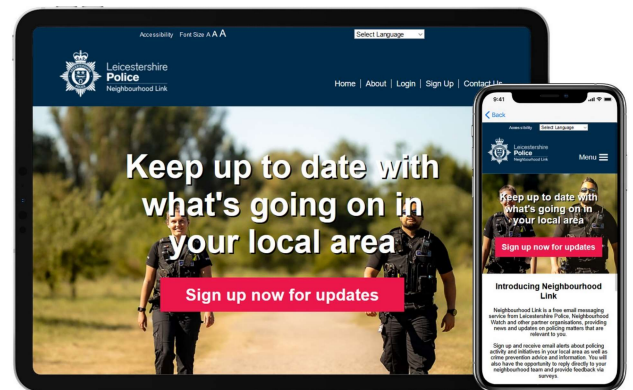 Accessibility Font Size A A A
Select Language
Leicestershire
Police
Neighbourhood Link
Home | About | Login | Sign Up | Contact Us
Keep up to date with
what's going on in
your local area
Sign up now for updates
9:41
Back
Accessibility Select Language
Leicestershire
Police
Neighbourhood Link
Menu
Keep up to date with
what's going on in
your local area
Sign up now for updates
Introducing Neighbourhood
Link
Neighbourhood Link is a free email messaging
service from Leicestershire Police, Neighbourhood
Watch and other partner organisations, providing
news and updates on policing matters that are
relevant to you.
Sign up and receive email alerts about policing
activity and initiatives in your local area as well as
crime prevention advice and information. You will
also have the opportunity to reply directly to your
neighbourhood team and provide feedback via
surveys.